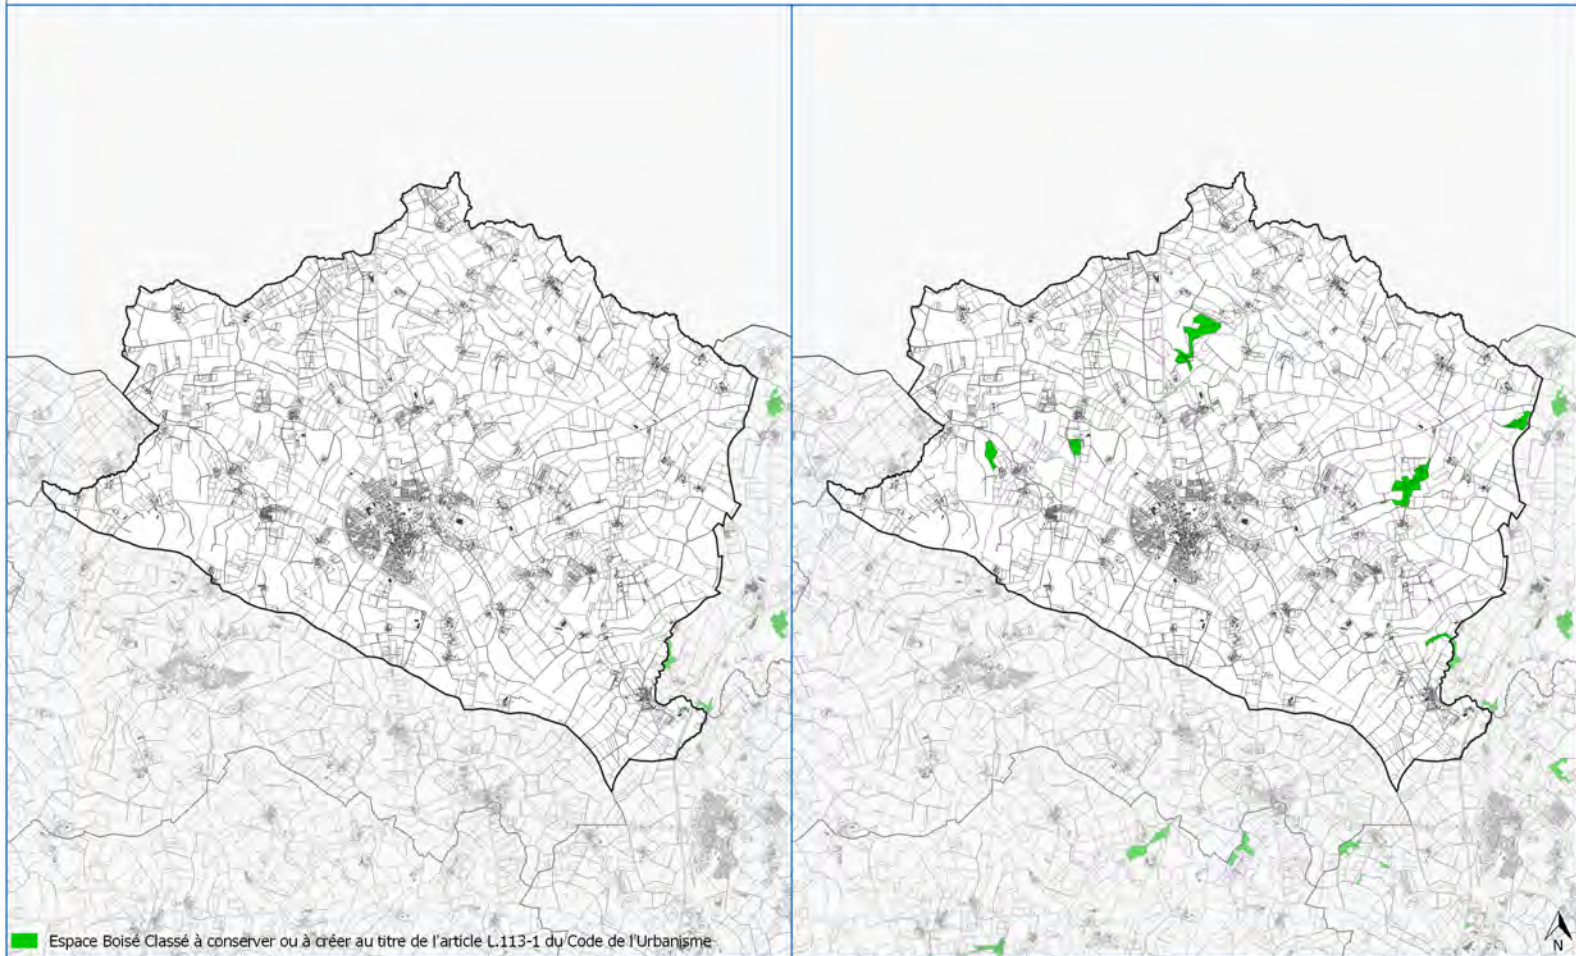 Espace Boisé Classé à conserver ou à créer au titre de l'article L.113-1 du Code de l'Urbanisme
N